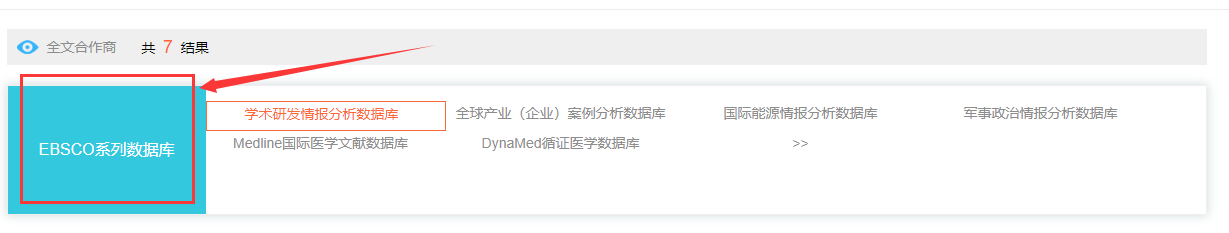 全文合作商 共 7 结果
EBSCO系列数据库
学术研发情报分析数据库 全球产业（企业）案例分析数据库 国际能源情报分析数据库 军事政治情报分析数据库
Medline国际医学文献数据库 DynaMed循证医学数据库 >>